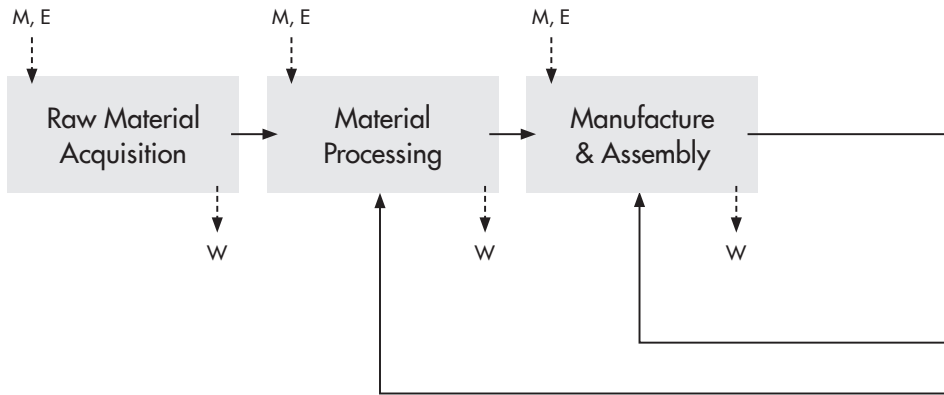 M, E
M, E
M, E
Raw Material
Acquisition
Material
Processing
Manufacture
& Assembly
W
W
W